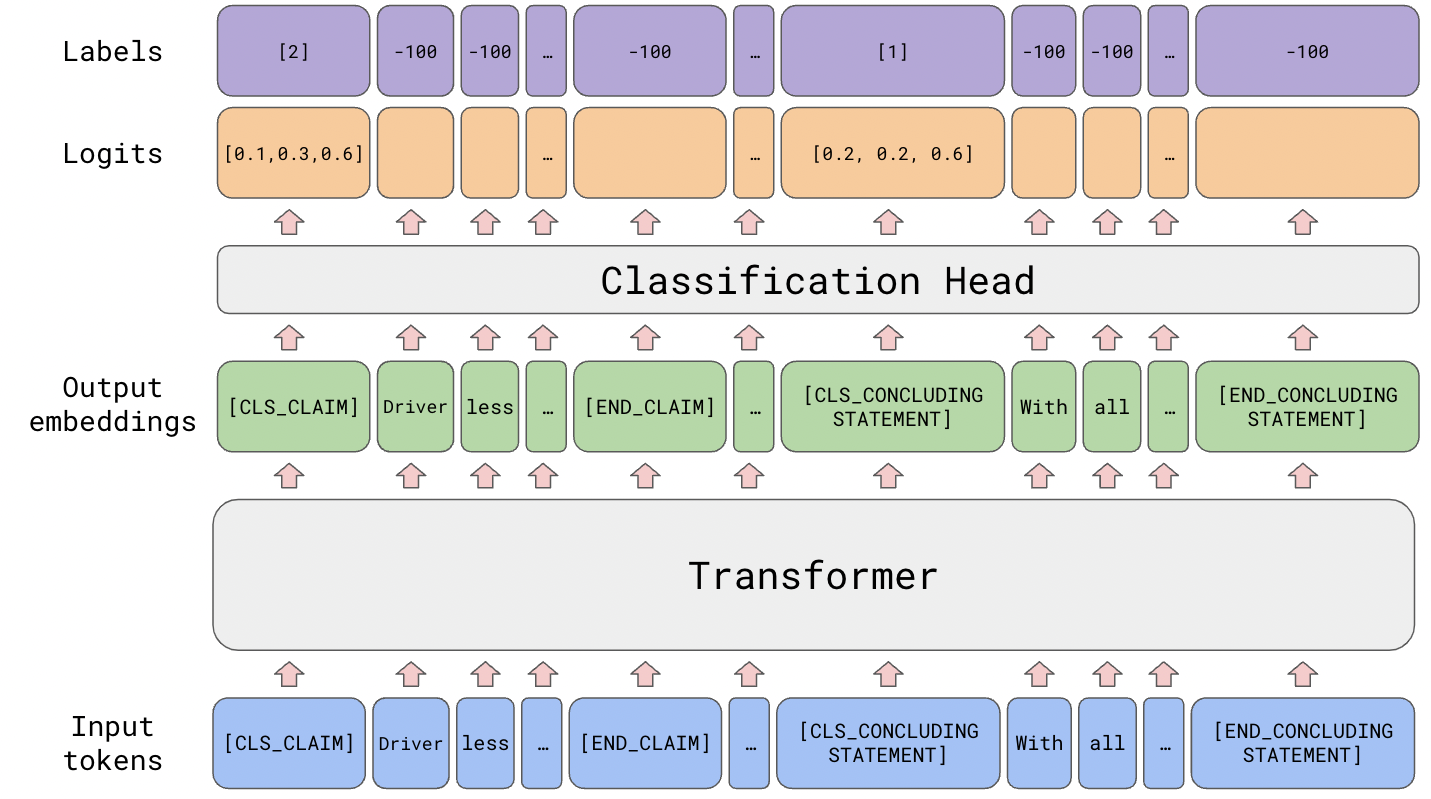 Labels
[2]
-100
-100
…
-100
…
[1]
-100
-100
…
-100
Logits
[0.1,0.3,0.6]
…
…
[0.2, 0.2, 0.6]
…
Classification Head
Output
embeddings
[CLS_CLAIM]
Driver
less
…
[END_CLAIM]
…
[CLS_CONCLUDING
STATEMENT]
With
all
…
[END_CONCLUDING
STATEMENT]
Transformer
Input
tokens
[CLS_CLAIM]
Driver
less
…
[END_CLAIM]
…
[CLS_CONCLUDING
STATEMENT]
With
all
…
[END_CONCLUDING
STATEMENT]